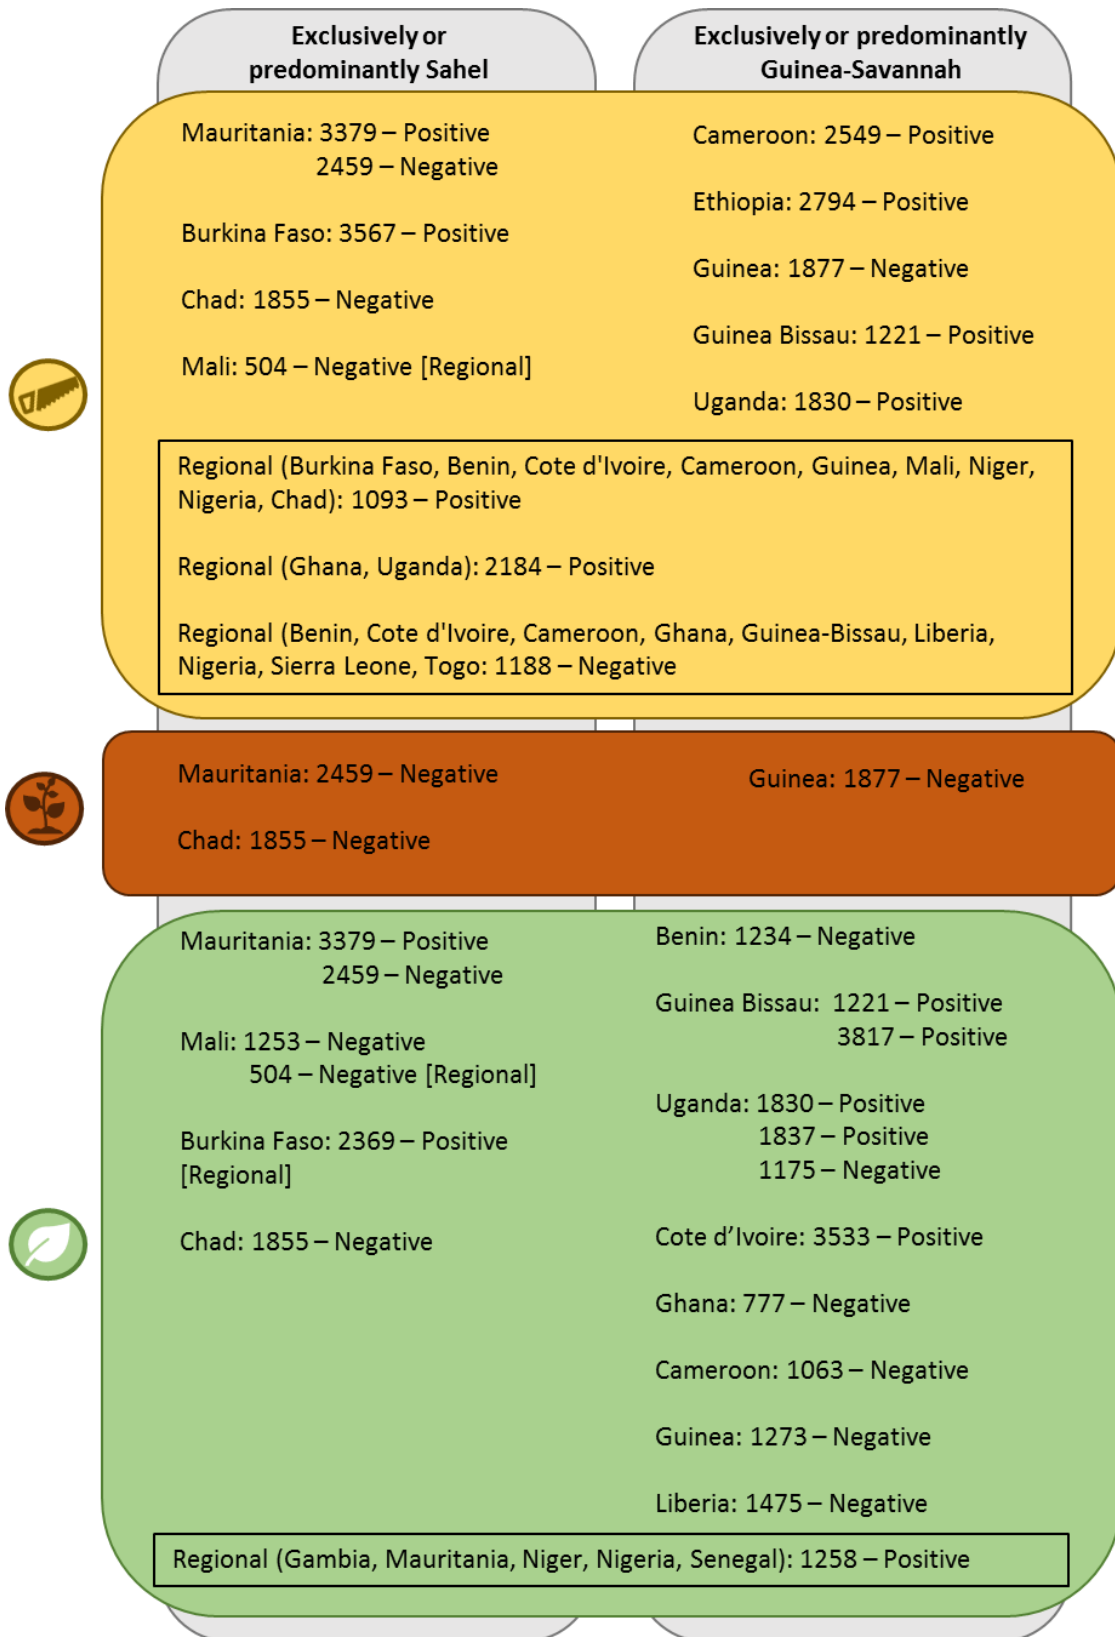 Exclusively or
predominantly Sahel
Exclusively or predominantly
Guinea-Savannah
Mauritania: 3379 – Positive
2459 – Negative
Burkina Faso: 3567 – Positive
Chad: 1855 – Negative
Mali: 504 – Negative [Regional]
Cameroon: 2549 – Positive
Ethiopia: 2794 – Positive
Guinea: 1877 – Negative
Guinea Bissau: 1221 – Positive
Uganda: 1830 – Positive
Regional (Burkina Faso, Benin, Cote d'Ivoire, Cameroon, Guinea, Mali, Niger,
Nigeria, Chad): 1093 – Positive
Regional (Ghana, Uganda): 2184 – Positive
Regional (Benin, Cote d'Ivoire, Cameroon, Ghana, Guinea-Bissau, Liberia,
Nigeria, Sierra Leone, Togo: 1188 – Negative
Mauritania: 2459 – Negative
Chad: 1855 – Negative
Guinea: 1877 – Negative
Mauritania: 3379 – Positive
2459 – Negative
Mali: 1253 – Negative
504 – Negative [Regional]
Burkina Faso: 2369 – Positive
[Regional]
Chad: 1855 – Negative
Benin: 1234 – Negative
Guinea Bissau: 1221 – Positive
3817 – Positive
Uganda: 1830 – Positive
1837 – Positive
1175 – Negative
Cote d’Ivoire: 3533 – Positive
Ghana: 777 – Negative
Cameroon: 1063 – Negative
Guinea: 1273 – Negative
Liberia: 1475 – Negative
Regional (Gambia, Mauritania, Niger, Nigeria, Senegal): 1258 – Positive